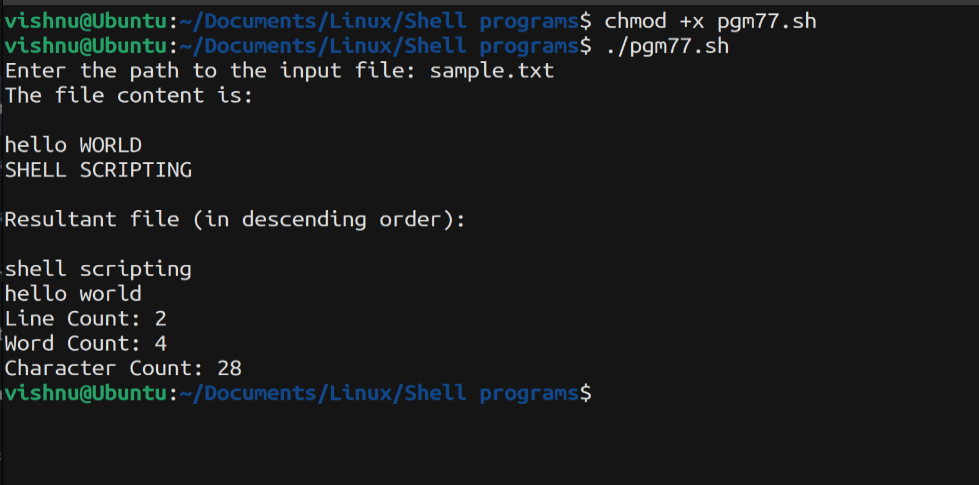 vishnu@Ubuntu:~/Documents/Linux/Shell programs$ chmod +x pgm77.sh
vishnu@Ubuntu:~/Documents/Linux/Shell programs$ ./pgm77.sh
Enter the path to the input file: sample.txt
The file content is:
hello WORLD
SHELL SCRIPTING
Resultant file (in descending order):
shell scripting
hello world
Line Count: 2
Word Count: 4
Character Count: 28
vishnu@Ubuntu:~/Documents/Linux/Shell programs$